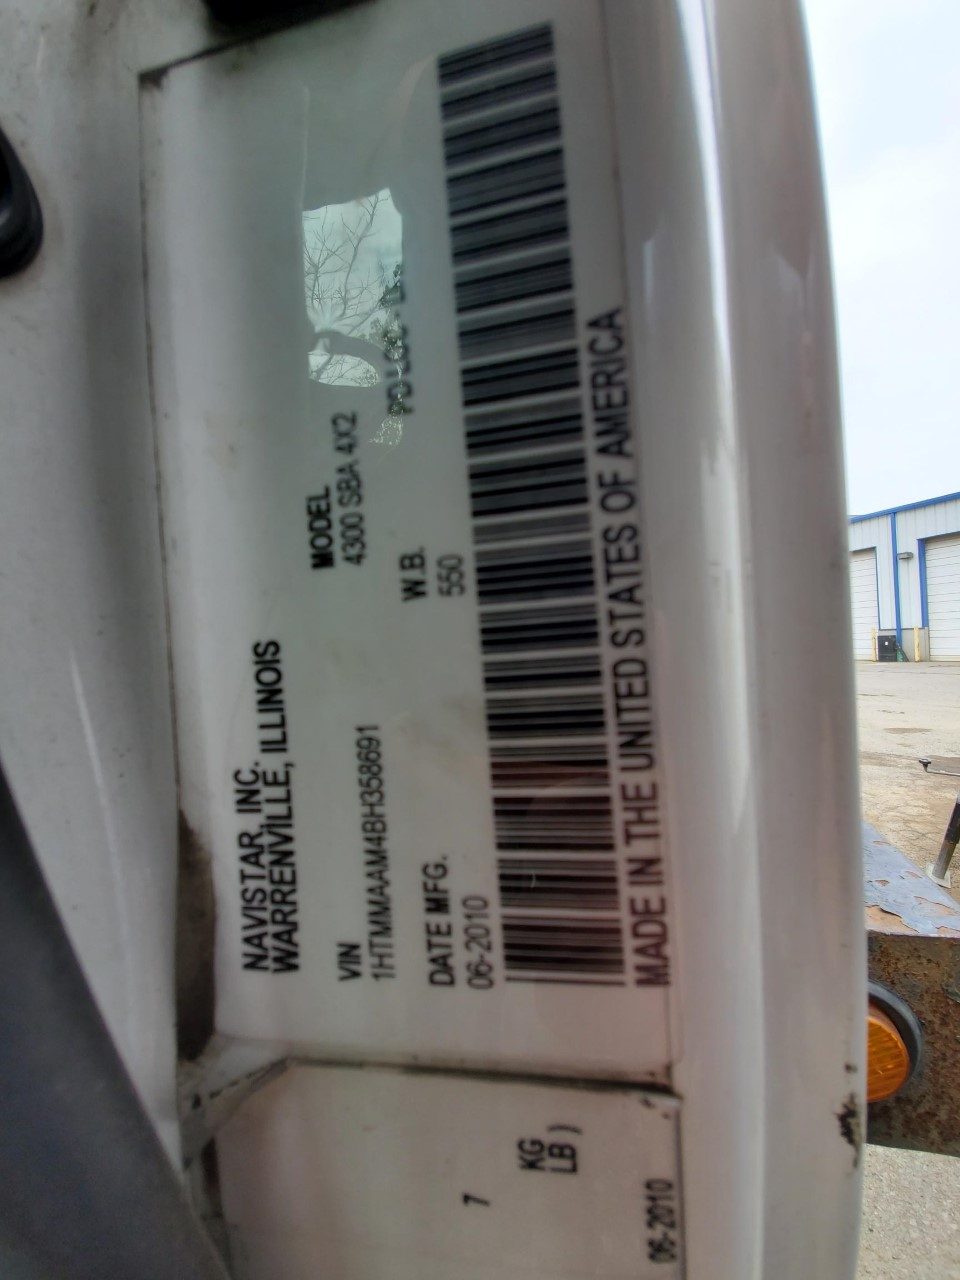 NAVISTAR, INC.
WARRENVILLE, ILLINOIS
VIN
1HTMMAAM4BH358691
MODEL
4300 SBA 4X2
DATE MFG.
06-2010
W.B.
550
MADE IN THE UNITED STATES OF AMERICA
7
KG
LB )
06-2010